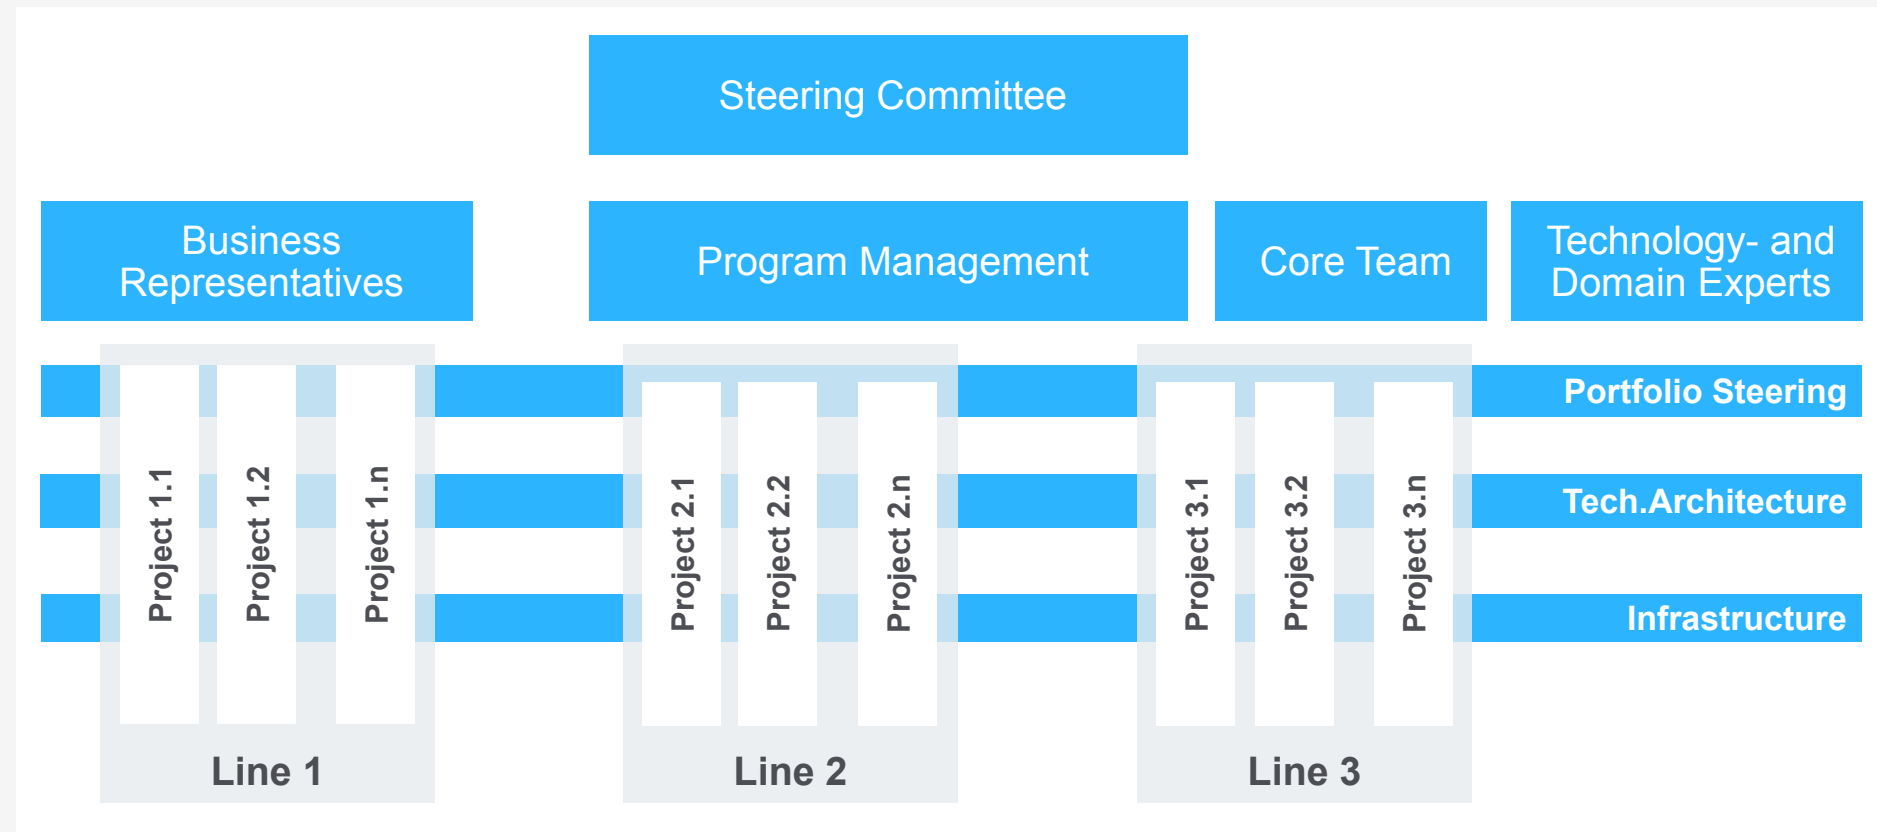 Steering Committee
Business
Representatives
Program Management
Core Team
Technology- and
Domain Experts
Portfolio Steering
Tech.Architecture
Infrastructure
Project 1.1
Project 1.2
Project 1.n
Project 2.1
Project 2.2
Project 2.n
Project 3.1
Project 3.2
Project 3.n
Line 1
Line 2
Line 3